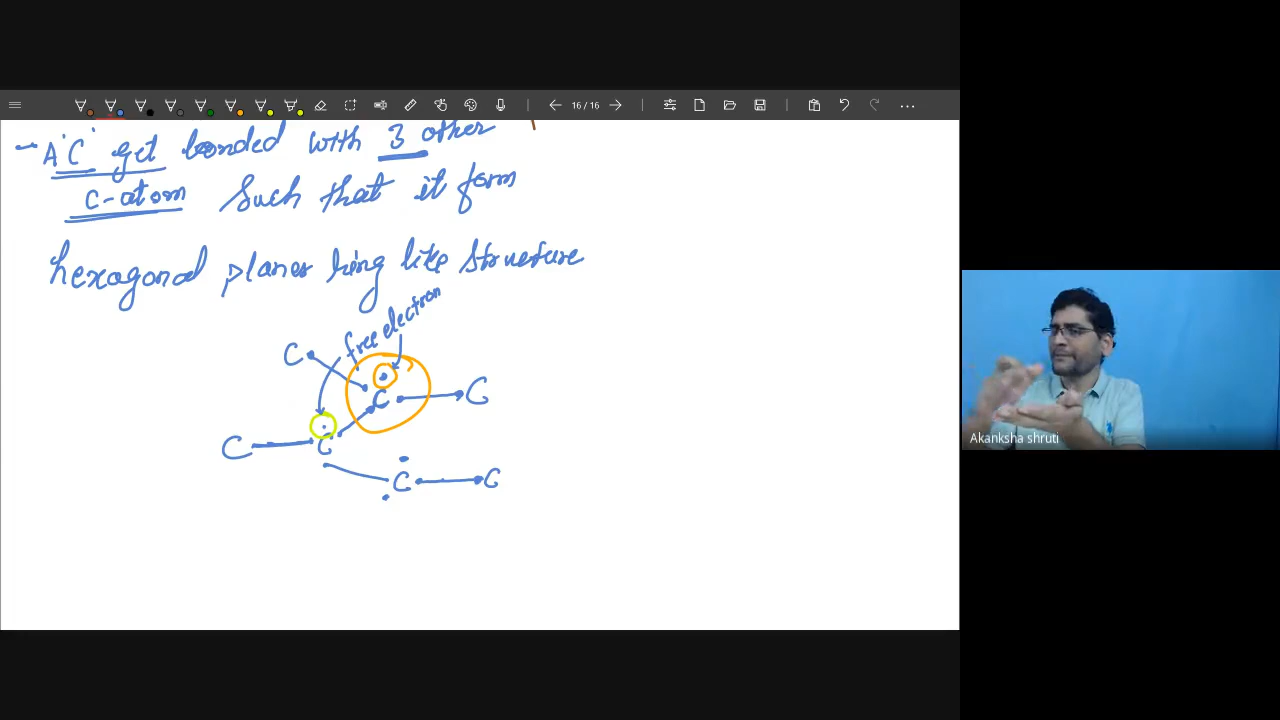 16 / 16
- A 'C' get bonded with 3 other
C-atom such that it form
hexagonal planer ring like structure
free electron
C
C
C
C
C
C
C
Akanksha shruti